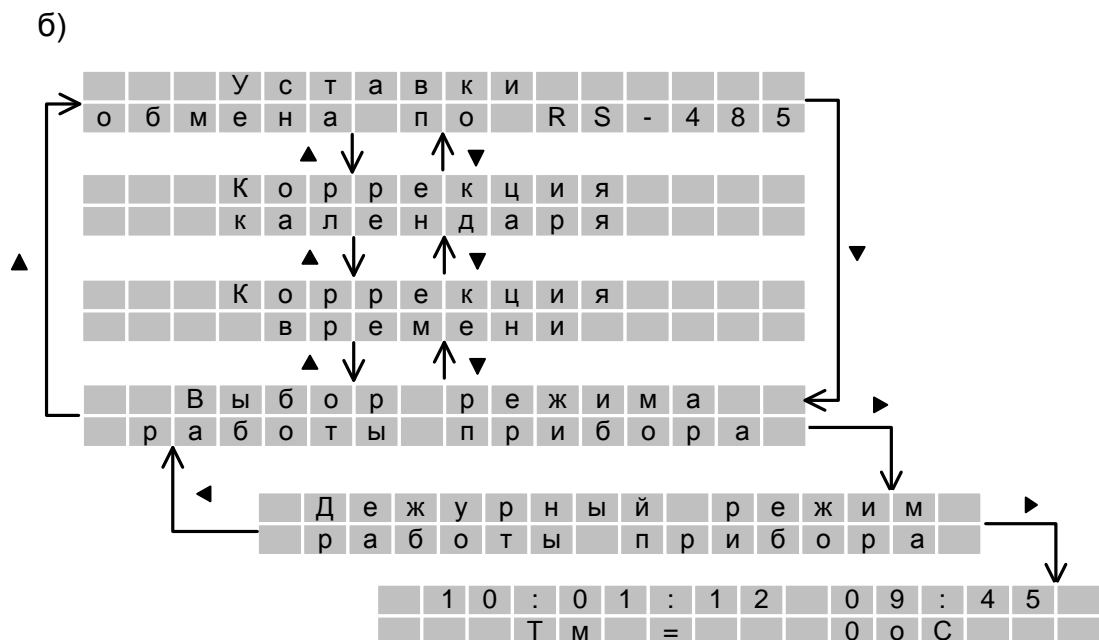 б)
Уставки
обмена по RS-485
Коррекция
календаря
Коррекция
времени
Выбор режима
работы прибора
Дежурный режим
работы прибора
10:01:12 09:45
Тм = 0оС